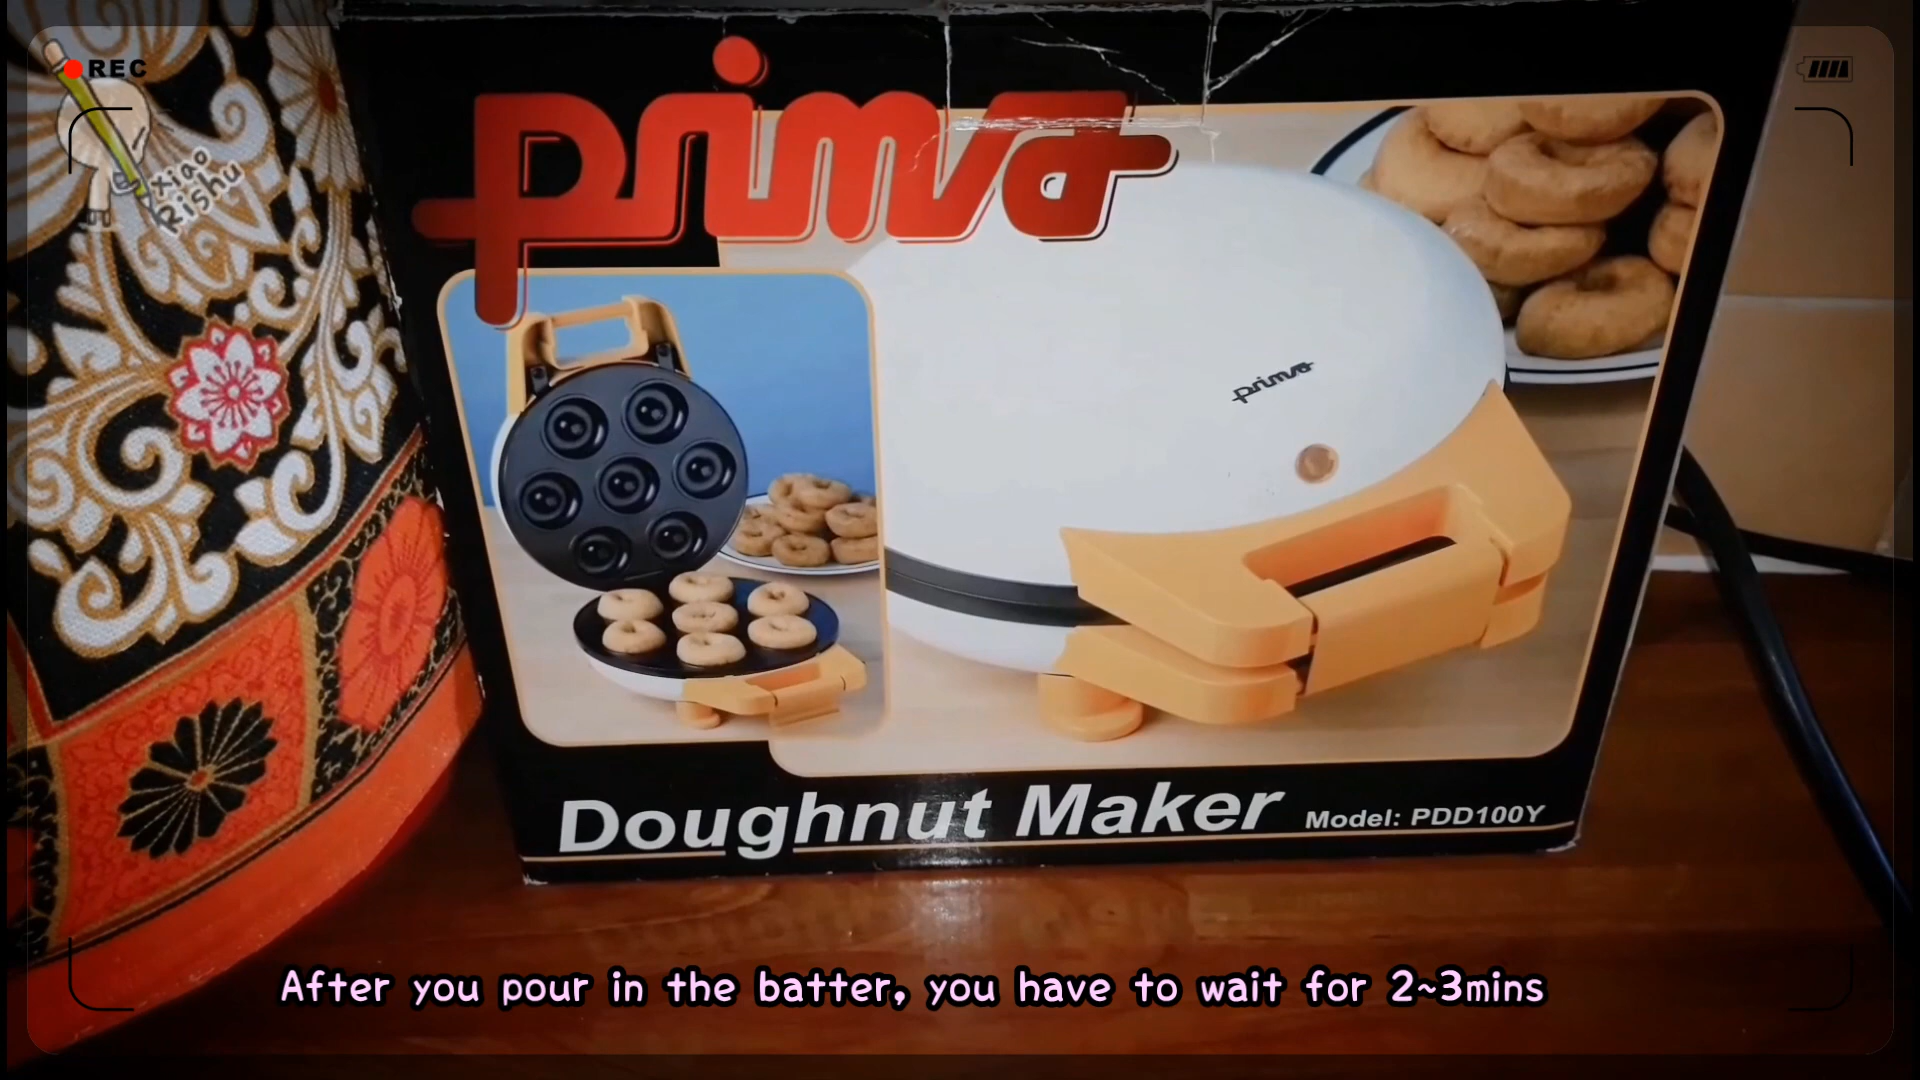 REC
xiao
Rishu
prima
prima
Doughnut Maker Model: PDD100Y
After you pour in the batter, you have to wait for 2~3mins